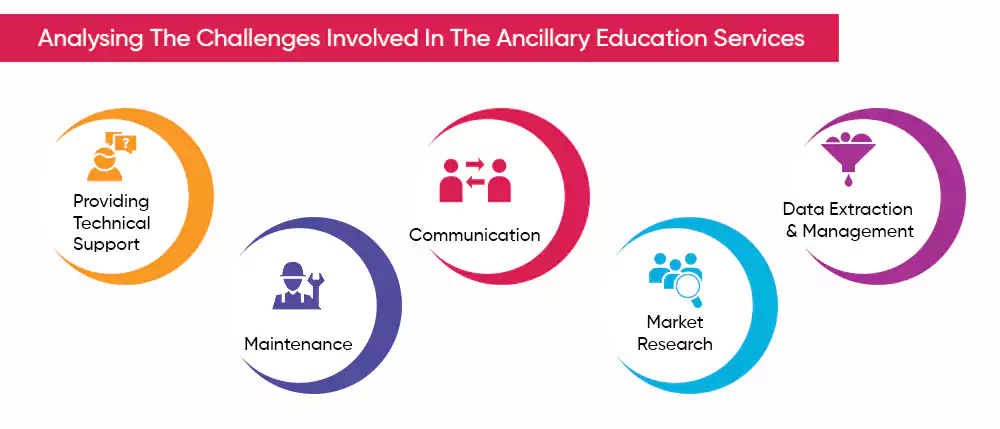 Analysing The Challenges Involved In The Ancillary Education Services
Providing
Technical
Support
Maintenance
Communication
Market
Research
Data Extraction
& Management
?